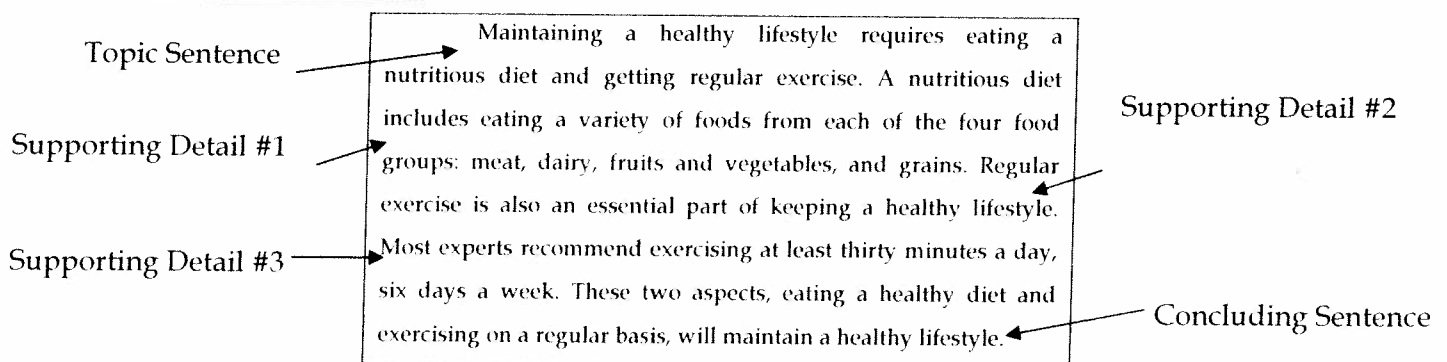 Topic Sentence
Supporting Detail #1
Supporting Detail #3
Maintaining a healthy lifestyle requires eating a
nutritious diet and getting regular exercise. A nutritious diet
includes eating a variety of foods from each of the four food
groups: meat, dairy, fruits and vegetables, and grains. Regular
exercise is also an essential part of keeping a healthy lifestyle.
Most experts recommend exercising at least thirty minutes a day,
six days a week. These two aspects, eating a healthy diet and
exercising on a regular basis, will maintain a healthy lifestyle.
Supporting Detail #2
Concluding Sentence